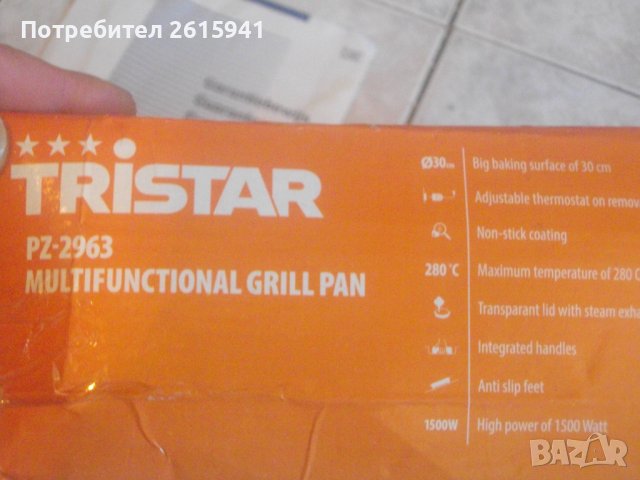 Потребител 2615941
TRiSTAR
PZ-2963
MULTIFUNCTIONAL GRILL PAN
Ø30cm Big baking surface of 30 cm
Adjustable thermostat on remov
Non-stick coating
280°C Maximum temperature of 280 C
Transparant lid with steam exha
Integrated handles
Anti slip feet
1500W High power of 1500 Watt
BAZAR